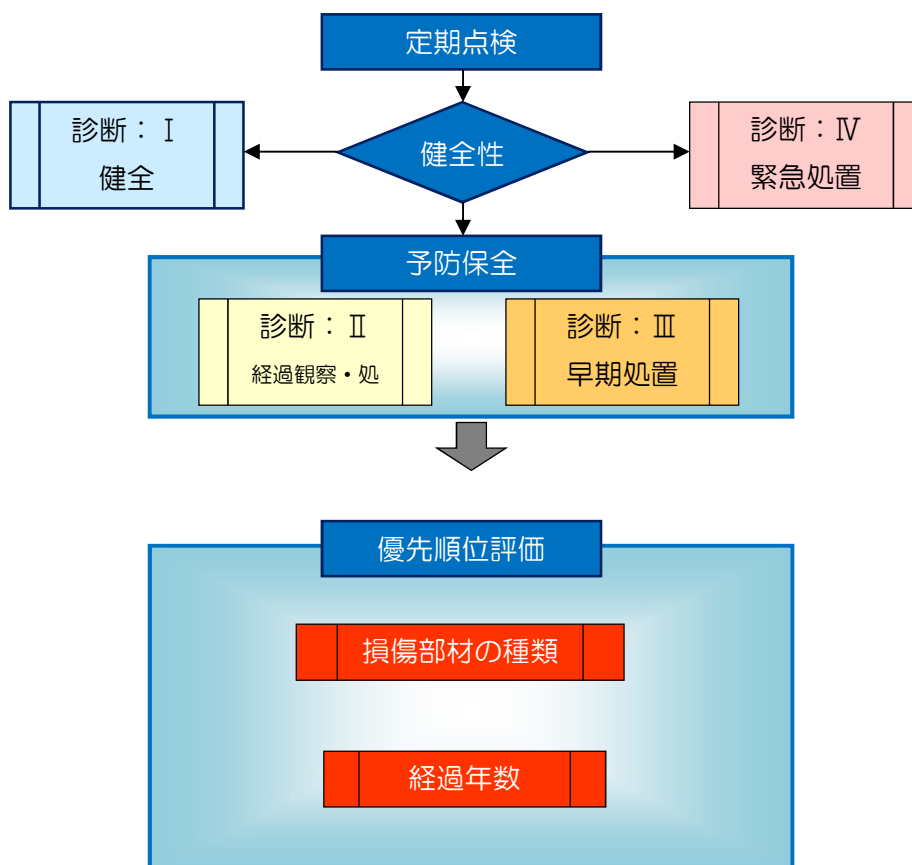 定期点検
診断：Ⅰ
健全
健全性
診断：Ⅳ
緊急処置
予防保全
診断：Ⅱ
経過観察・処
診断：Ⅲ
早期処置
優先順位評価
損傷部材の種類
経過年数